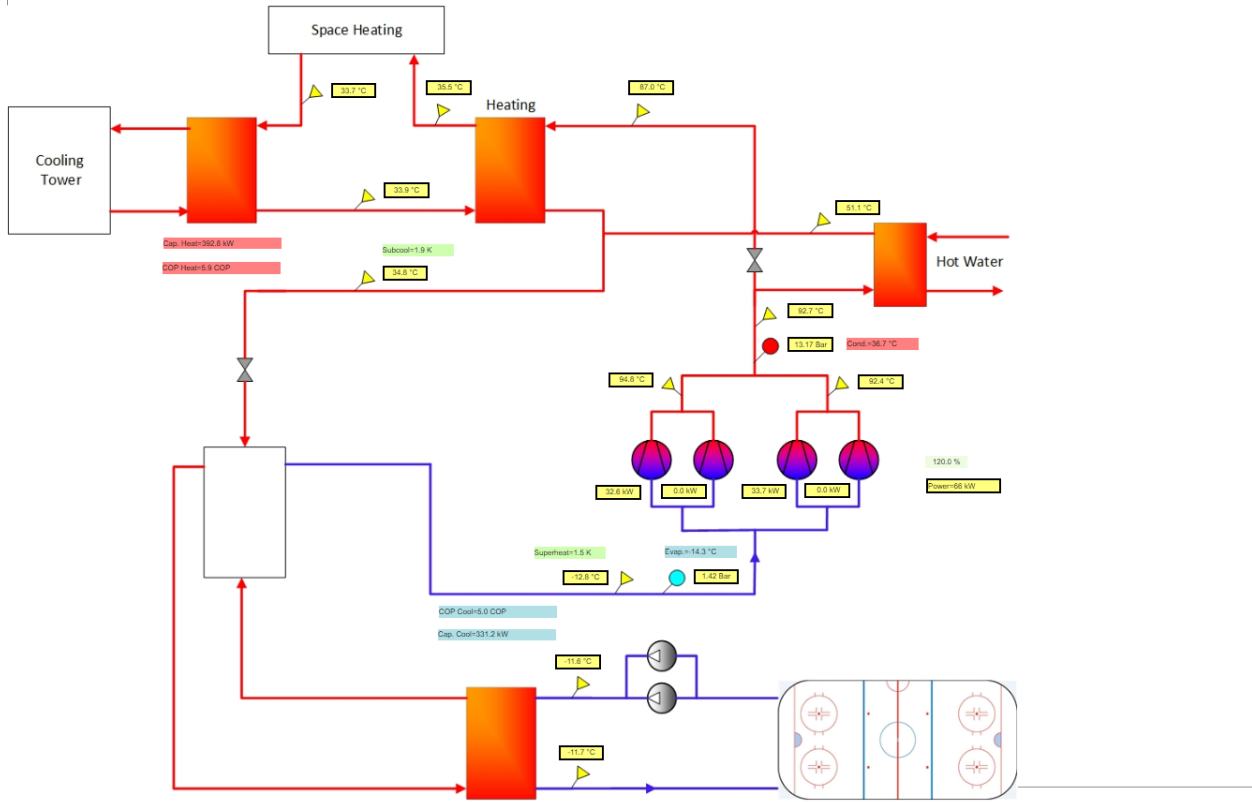 Space Heating
33.7 °C
35.5 °C
87.0 °C
Heating
Cooling
Tower
33.9 °C
51.1 °C
Cap. Heat=392.6 kW
Subcool=1.9 K
COP Heat=5.9 COP
34.8 °C
Hot Water
92.7 °C
13.17 Bar
Cond.=36.7 °C
94.8 °C
92.4 °C
120.0 %
32.6 kW
0.0 kW
33.7 kW
0.0 kW
Power=66 kW
Superheat=1.5 K
Evap.=-14.3 °C
-12.8 °C
1.42 Bar
COP Cool=5.0 COP
Cap. Cool=331.2 kW
-11.6 °C
-11.7 °C